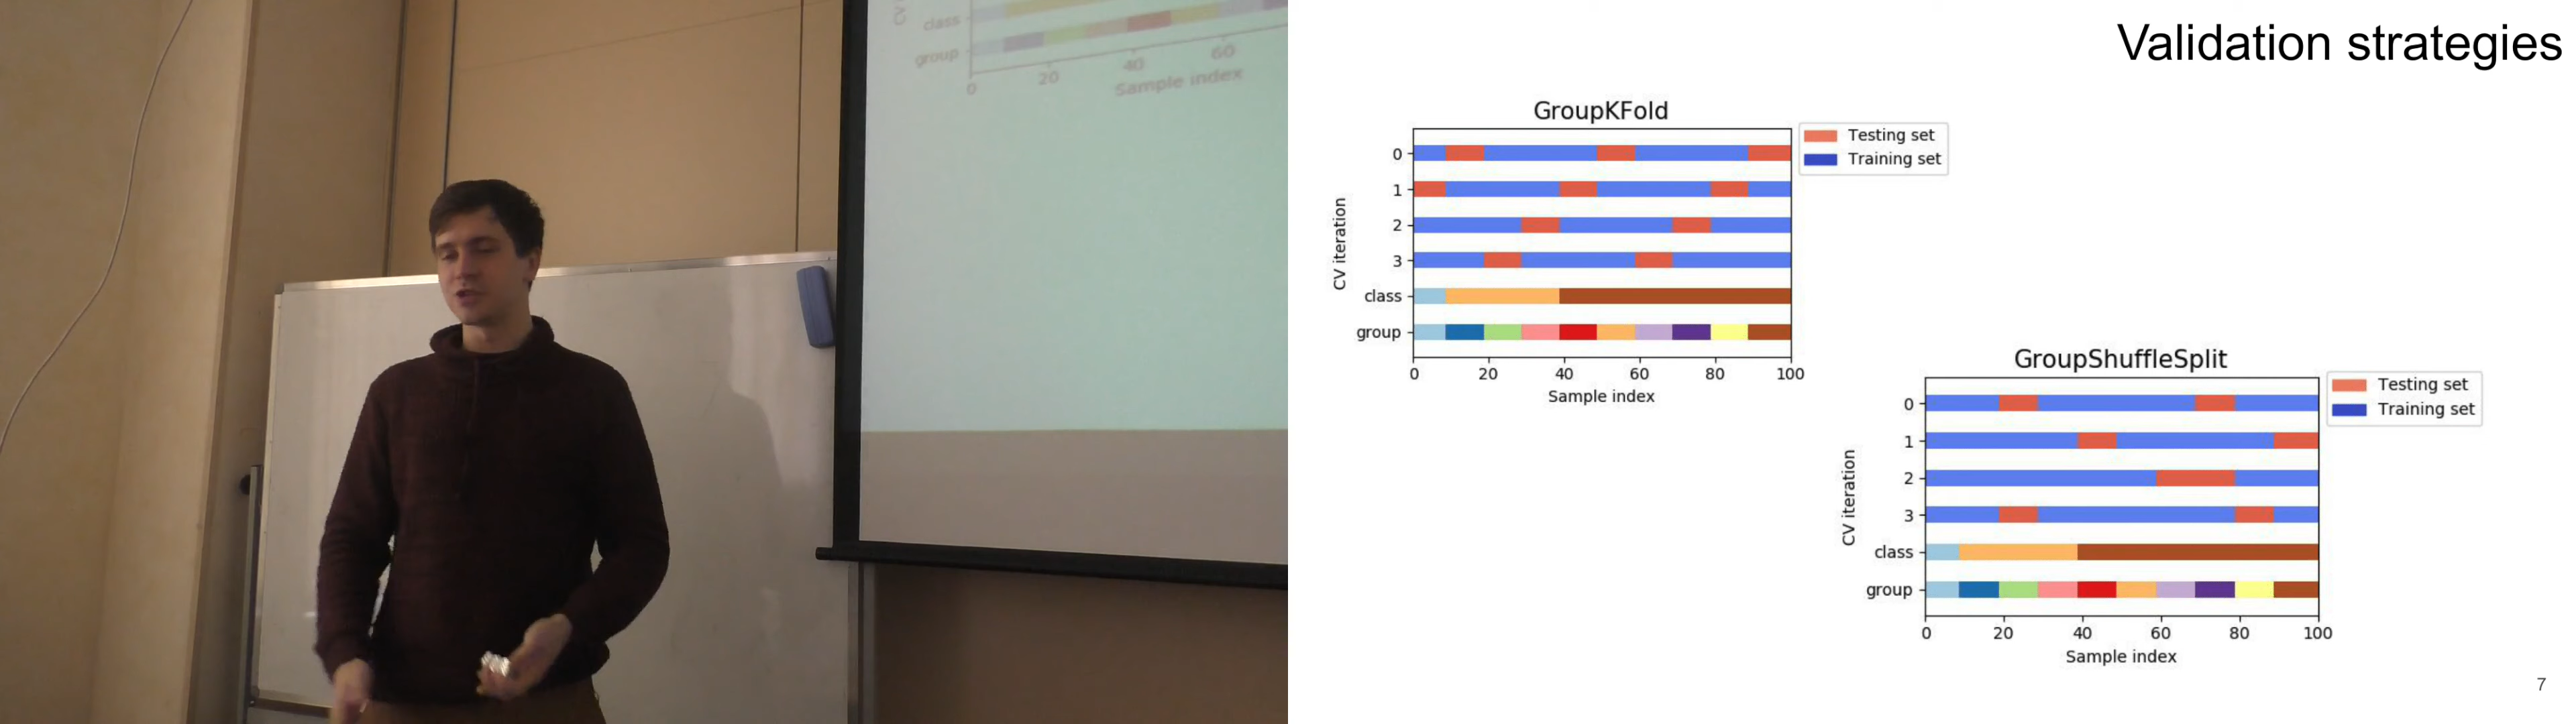 CV
class
group
0
20
40
60
Sample index
Validation strategies
GroupKFold
Testing set
Training set
0
1
2
3
class
group
CV iteration
0
20
40
60
80
100
Sample index
GroupShuffleSplit
Testing set
Training set
0
1
2
3
class
group
CV iteration
0
20
40
60
80
100
Sample index
7